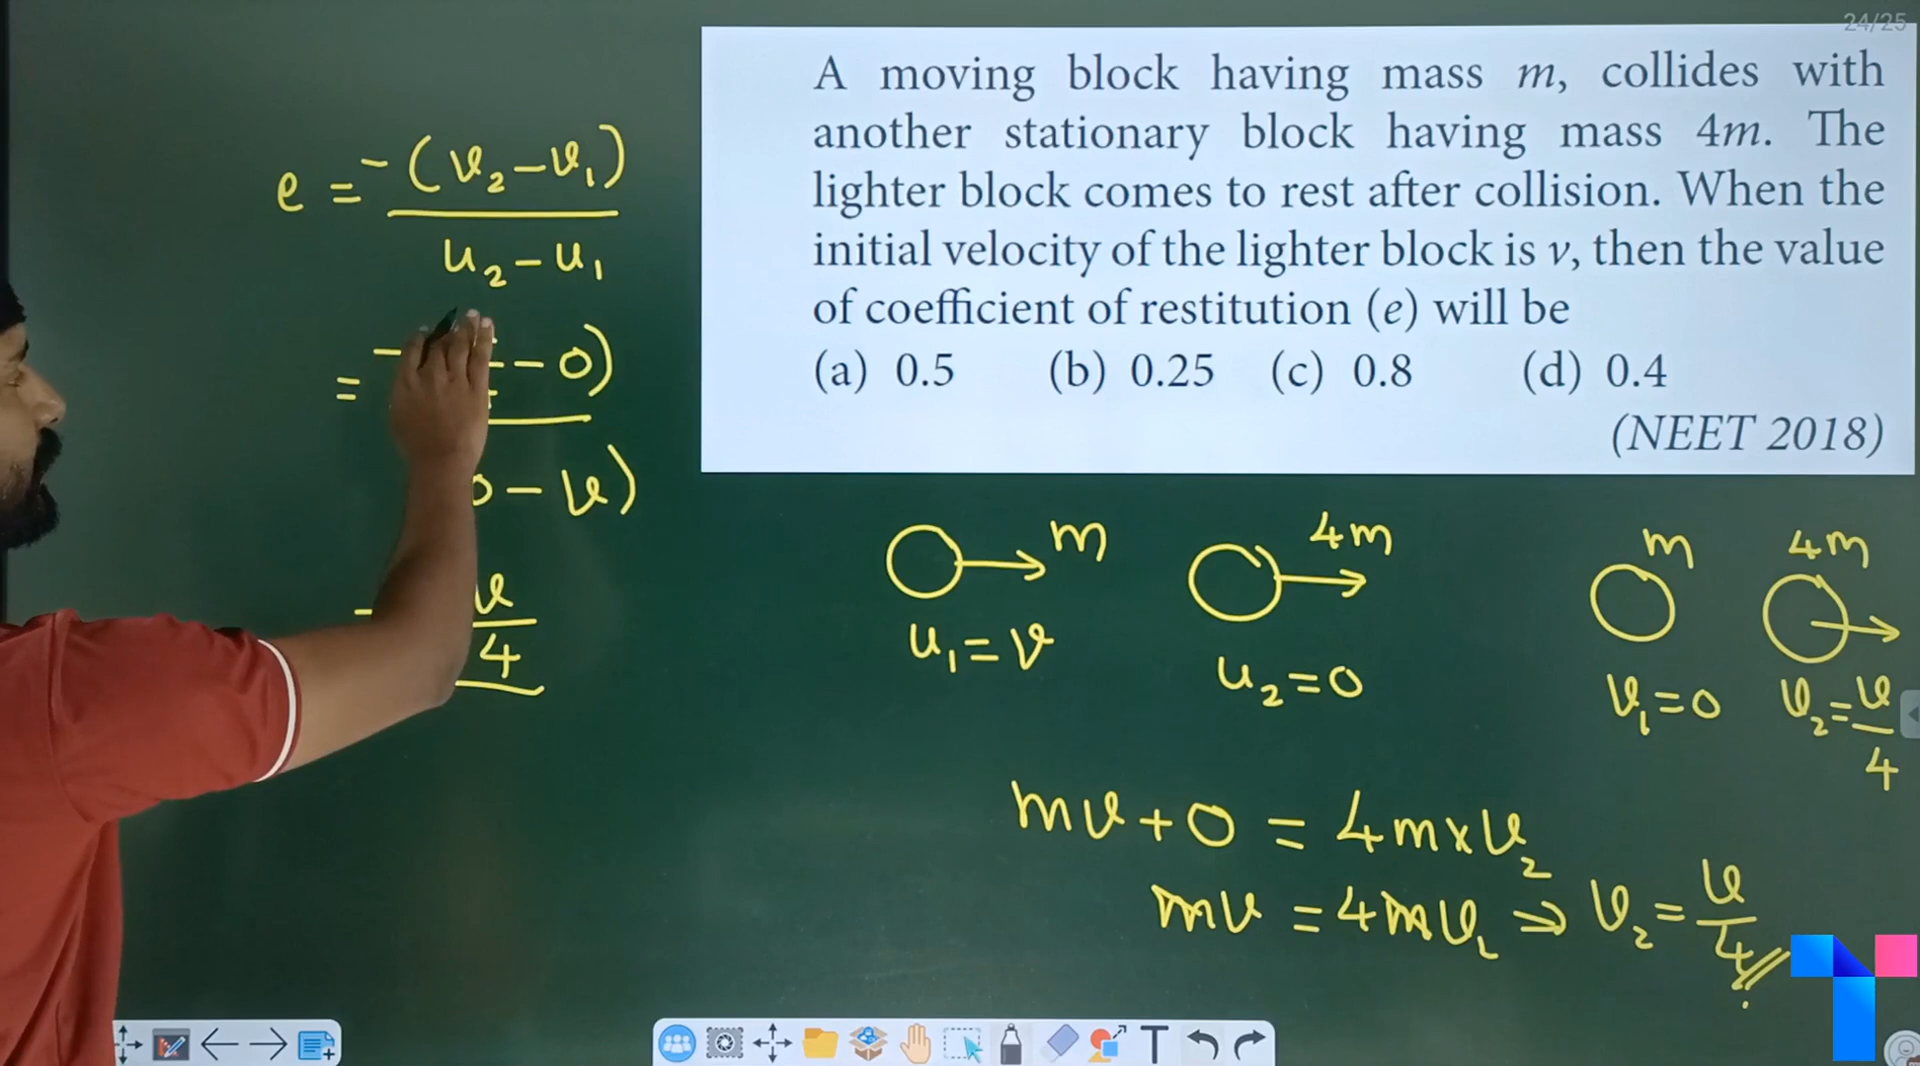 24/25
A moving block having mass m, collides with
another stationary block having mass 4m. The
lighter block comes to rest after collision. When the
initial velocity of the lighter block is v, then the value
of coefficient of restitution (e) will be
(a) 0.5 (b) 0.25 (c) 0.8 (d) 0.4
(NEET 2018)
e = -(v₂-v₁)
u₂-u₁
= - - 0)
0 - v)
- v
4
m 4m m 4m
u₁=v u₂=0 v₁=0 v₂=v/4
mv+0 = 4m×v₂
mv = 4mv₂ ⇒ v₂ = v/4
T